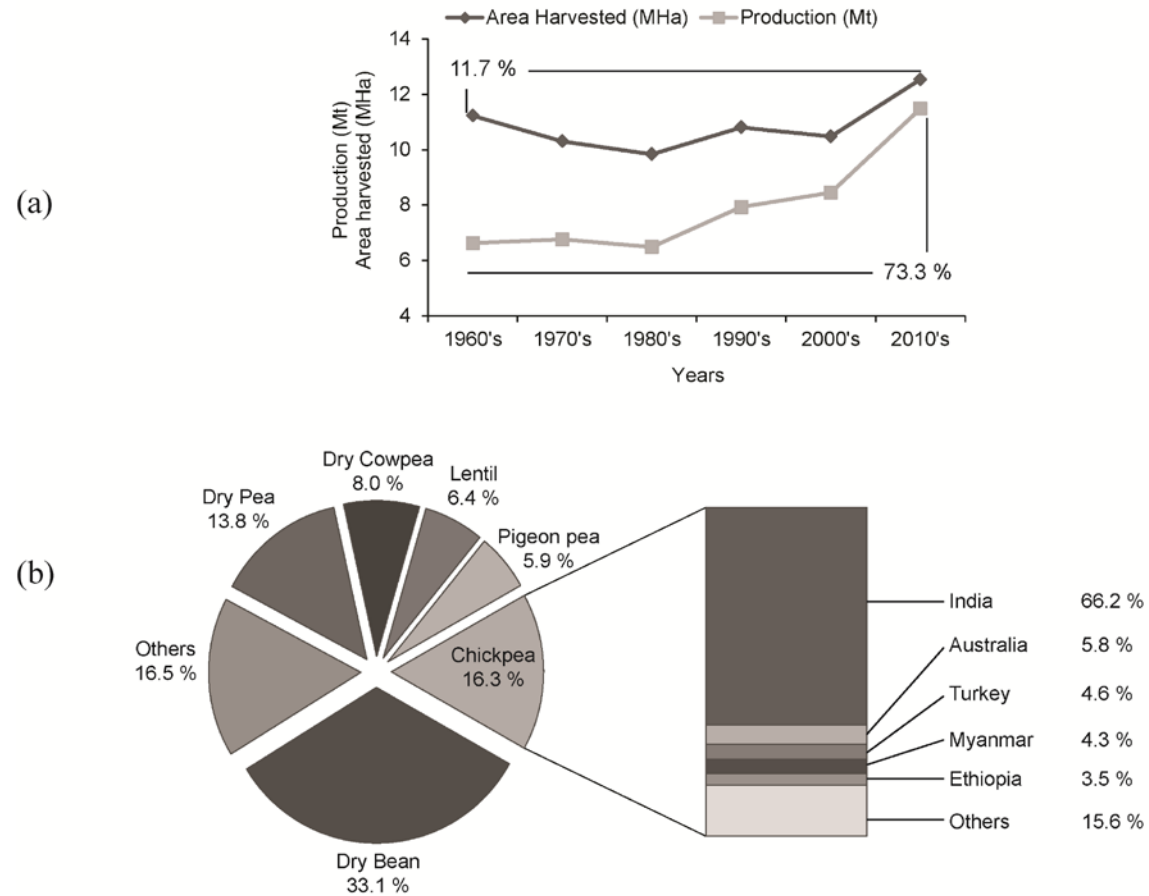 (a)
Area Harvested (MHa) Production (Mt)
Production (Mt)
Area harvested (MHa)
14
12
10
8
6
4
11.7 %
73.3 %
1960's 1970's 1980's 1990's 2000's 2010's
Years
(b)
Dry Cowpea
8.0 %
Lentil
6.4 %
Dry Pea
13.8 %
Pigeon pea
5.9 %
Others
16.5 %
Chickpea
16.3 %
Dry Bean
33.1 %
India 66.2 %
Australia 5.8 %
Turkey 4.6 %
Myanmar 4.3 %
Ethiopia 3.5 %
Others 15.6 %